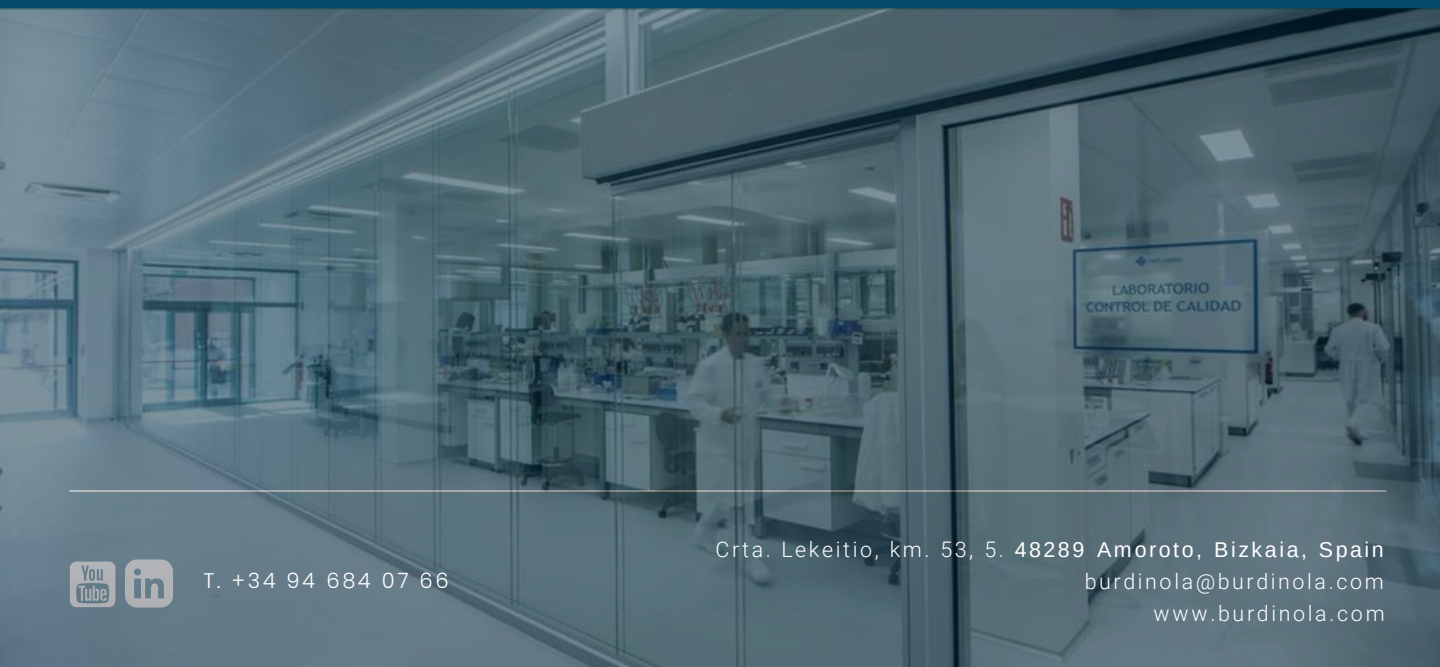 LABORATORIO
CONTROL DE CALIDAD
You
Tube
in
T. +34 94 684 07 66
Crta. Lekeitio, km. 53, 5. 48289 Amoroto, Bizkaia, Spain
burdinola@burdinola.com
www.burdinola.com